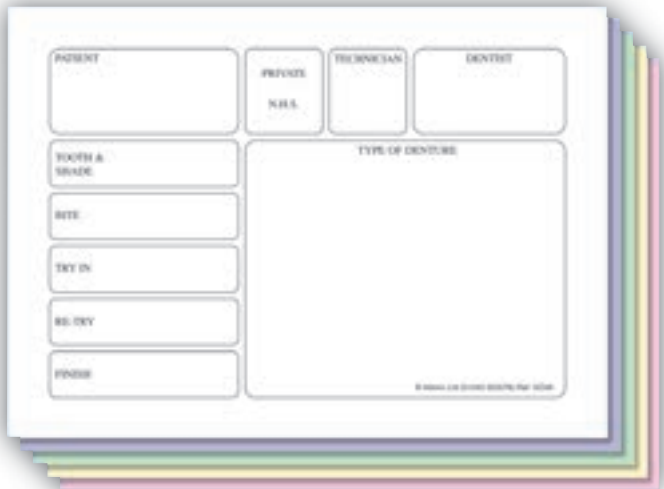 PATIENT
PRIVATE
N.H.S.
TECHNICIAN
DENTIST
TOOTH &
SHADE
TYPE OF DENTURE
BITE
TRY IN
RE-TRY
FINISH